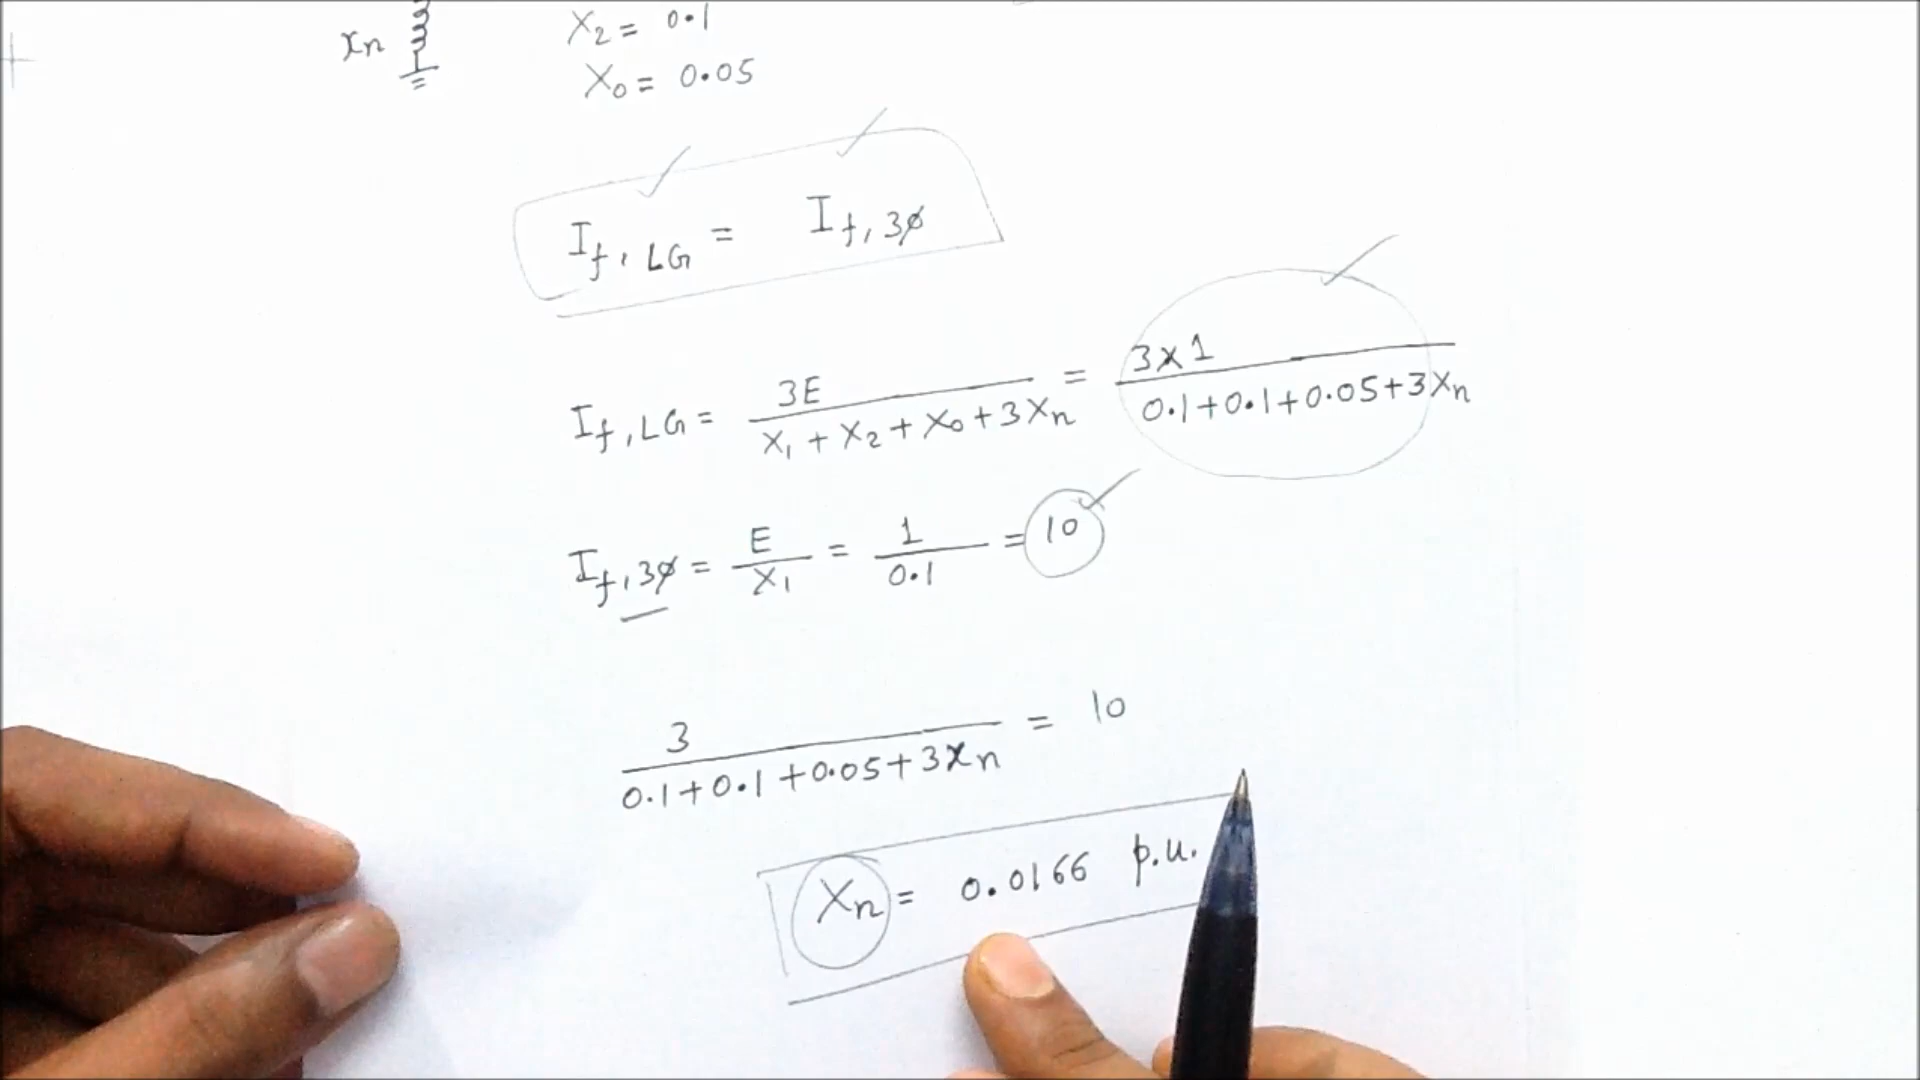 Xn
X2 = 0.1
X0 = 0.05
If, LG = If, 3φ
If, LG = 3E / X1 + X2 + X0 + 3Xn = 3×1 / 0.1+0.1+0.05+3Xn
If, 3φ = E / X1 = 1 / 0.1 = 10
3 / 0.1+0.1+0.05+3Xn = 10
Xn = 0.0166 p.u.